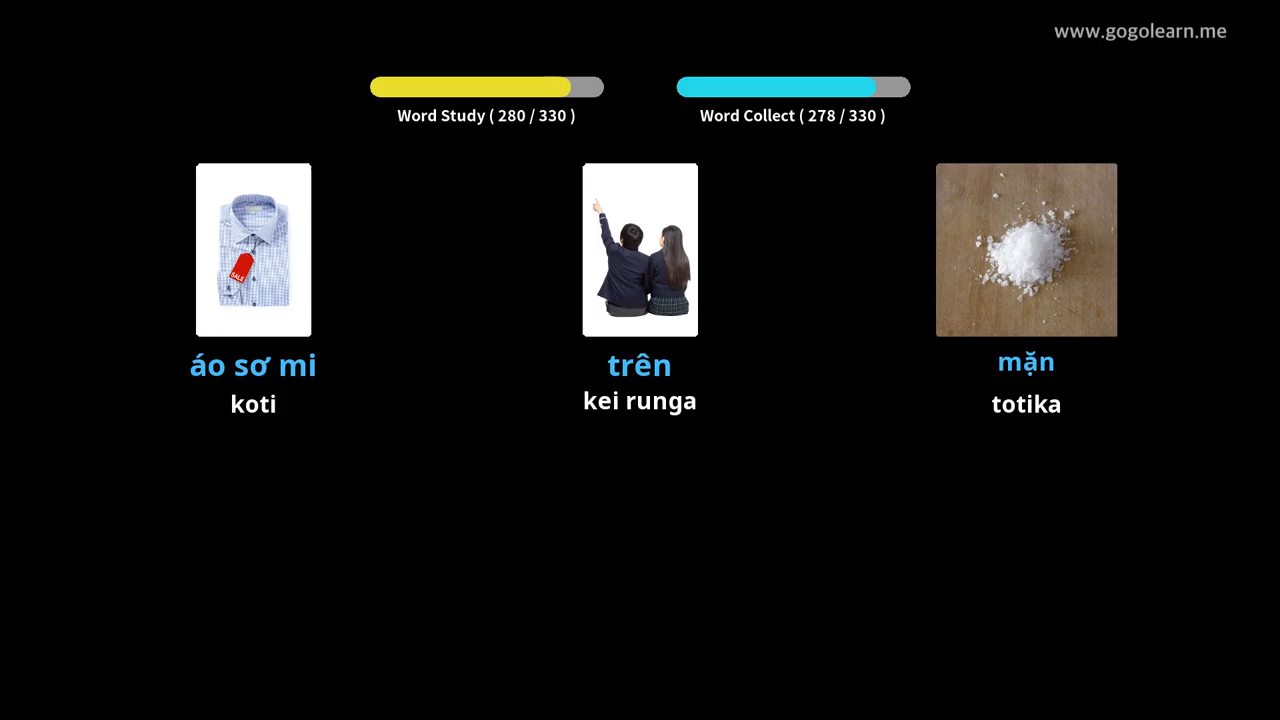 www.gogolearn.me
Word Study ( 280 / 330 )
Word Collect ( 278 / 330 )
SALE
áo sơ mi
koti
trên
kei runga
mặn
totika